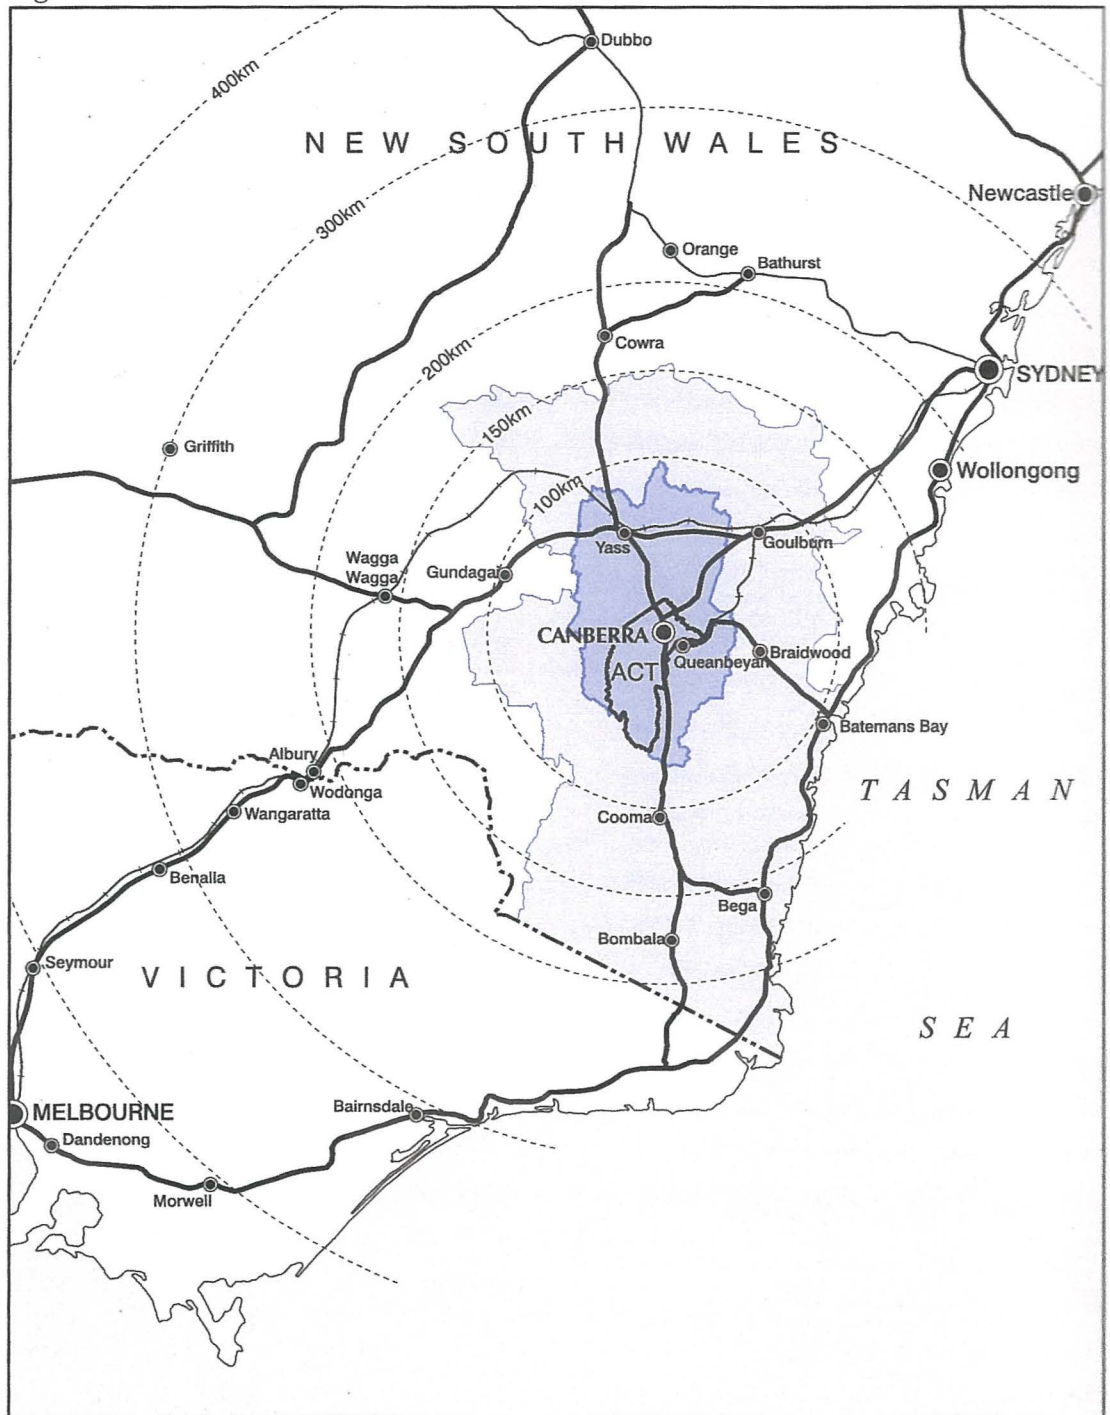 Dubbo
400km
NEW SOUTH WALES
Newcastle
300km
Orange
Bathurst
200km
Cowra
SYDNEY
150km
Griffith
Wollongong
100km
Yass
Goulburn
Wagga
Wagga
Gundagai
CANBERRA
Queanbeyan
Braidwood
ACT
Batemans Bay
Albury
Wodonga
TASMAN
Wangaratta
Cooma
Benalla
Bega
Bombala
Seymour
VICTORIA
SEA
MELBOURNE
Bairnsdale
Dandenong
Morwell